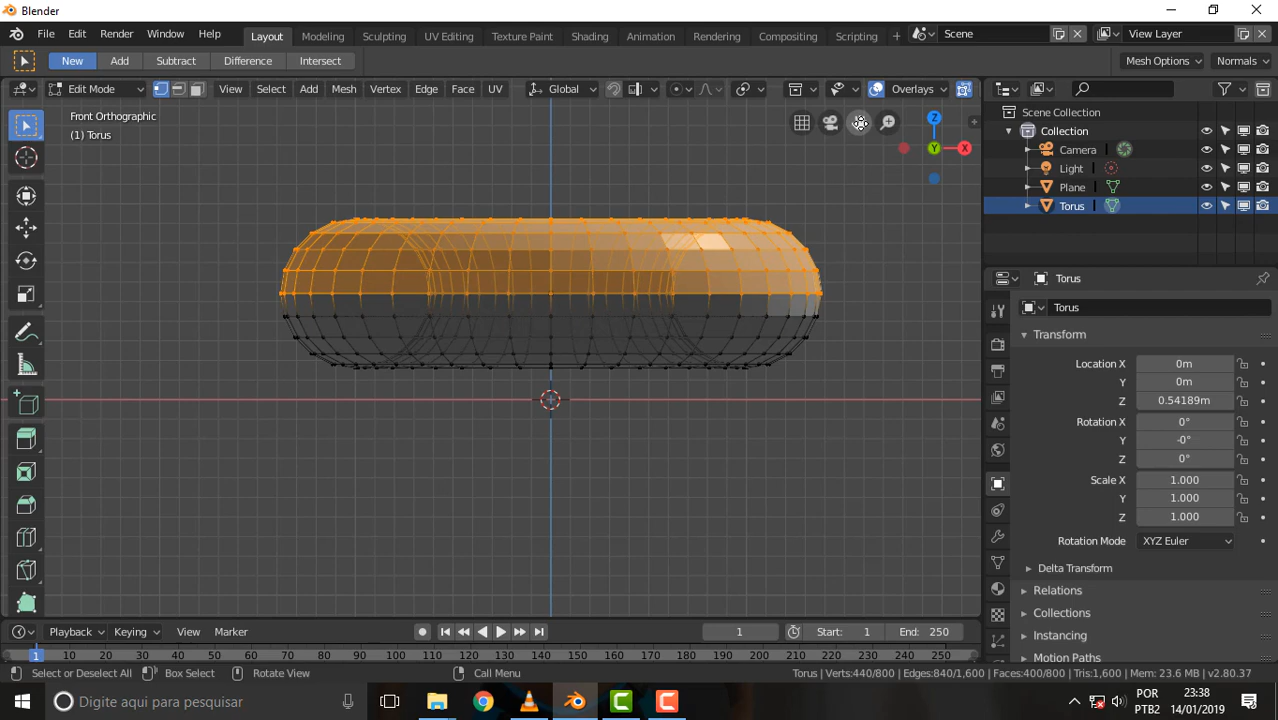 Blender
File Edit Render Window Help Layout Modeling Sculpting UV Editing Texture Paint Shading Animation Rendering Compositing Scripting + Scene View Layer
New Add Subtract Difference Intersect Mesh Options Normals
Edit Mode View Select Add Mesh Vertex Edge Face UV Global Overlays
Front Orthographic
(1) Torus
Z
Y
X
Scene Collection
Collection
Camera
Light
Plane
Torus
Torus
Torus
Transform
Location X 0m
Y 0m
Z 0.54189m
Rotation X 0°
Y -0°
Z 0°
Scale X 1.000
Y 1.000
Z 1.000
Rotation Mode XYZ Euler
Delta Transform
Relations
Collections
Instancing
Motion Paths
Playback Keying View Marker 1 Start: 1 End: 250
1 10 20 30 40 50 60 70 80 90 100 110 120 130 140 150 160 170 180 190 200 210 220 230 240 250
Select or Deselect All Box Select Rotate View Call Menu Torus | Verts:440/800 | Edges:840/1,600 | Faces:400/800 | Tris:1,600 | Mem: 23.6 MB | v2.80.37
Digite aqui para pesquisar
POR
PTB2
23:38
14/01/2019